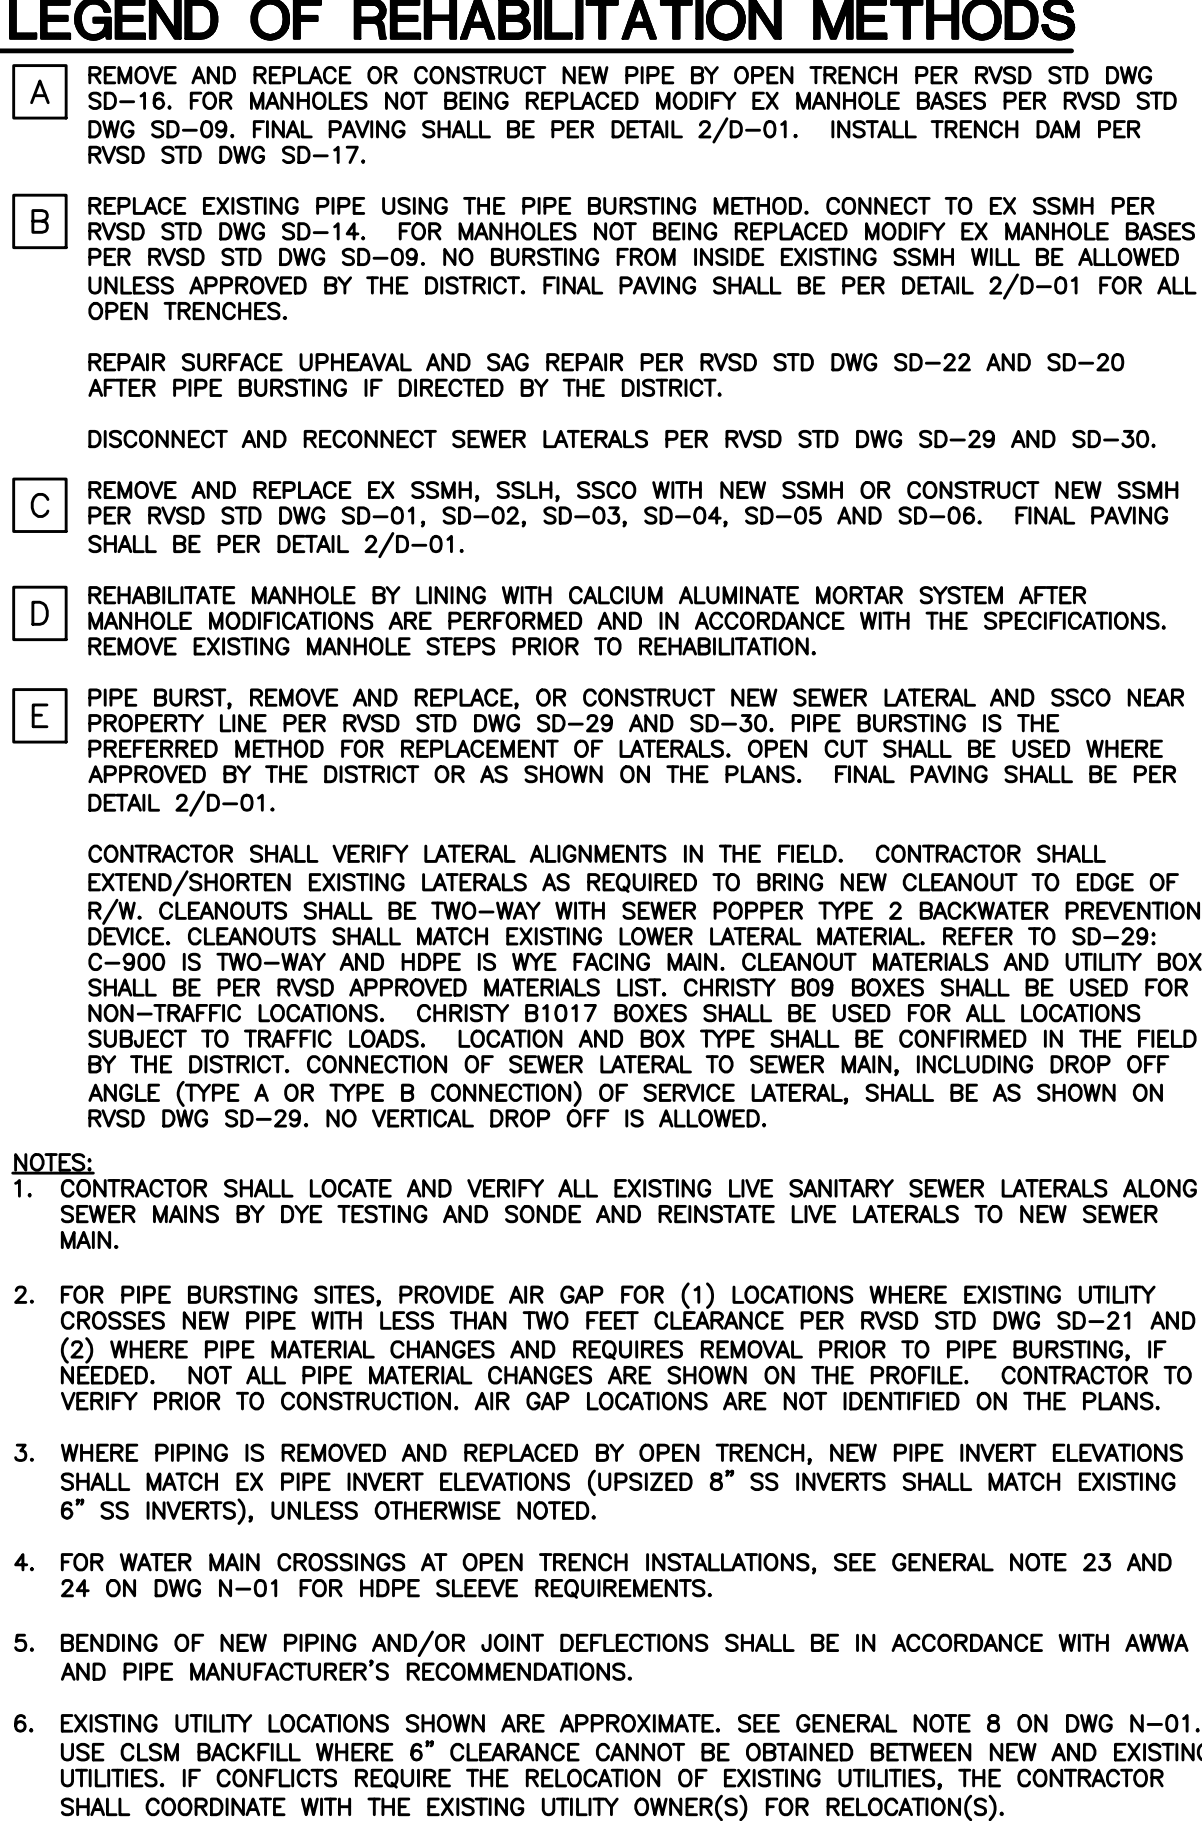 LEGEND OF REHABILITATION METHODS
A REMOVE AND REPLACE OR CONSTRUCT NEW PIPE BY OPEN TRENCH PER RVSD STD DWG
SD-16. FOR MANHOLES NOT BEING REPLACED MODIFY EX MANHOLE BASES PER RVSD STD
DWG SD-09. FINAL PAVING SHALL BE PER DETAIL 2/D-01. INSTALL TRENCH DAM PER
RVSD STD DWG SD-17.
B REPLACE EXISTING PIPE USING THE PIPE BURSTING METHOD. CONNECT TO EX SSMH PER
RVSD STD DWG SD-14. FOR MANHOLES NOT BEING REPLACED MODIFY EX MANHOLE BASES
PER RVSD STD DWG SD-09. NO BURSTING FROM INSIDE EXISTING SSMH WILL BE ALLOWED
UNLESS APPROVED BY THE DISTRICT. FINAL PAVING SHALL BE PER DETAIL 2/D-01 FOR ALL
OPEN TRENCHES.
REPAIR SURFACE UPHEAVAL AND SAG REPAIR PER RVSD STD DWG SD-22 AND SD-20
AFTER PIPE BURSTING IF DIRECTED BY THE DISTRICT.
DISCONNECT AND RECONNECT SEWER LATERALS PER RVSD STD DWG SD-29 AND SD-30.
C REMOVE AND REPLACE EX SSMH, SSLH, SSCO WITH NEW SSMH OR CONSTRUCT NEW SSMH
PER RVSD STD DWG SD-01, SD-02, SD-03, SD-04, SD-05 AND SD-06. FINAL PAVING
SHALL BE PER DETAIL 2/D-01.
D REHABILITATE MANHOLE BY LINING WITH CALCIUM ALUMINATE MORTAR SYSTEM AFTER
MANHOLE MODIFICATIONS ARE PERFORMED AND IN ACCORDANCE WITH THE SPECIFICATIONS.
REMOVE EXISTING MANHOLE STEPS PRIOR TO REHABILITATION.
E PIPE BURST, REMOVE AND REPLACE, OR CONSTRUCT NEW SEWER LATERAL AND SSCO NEAR
PROPERTY LINE PER RVSD STD DWG SD-29 AND SD-30. PIPE BURSTING IS THE
PREFERRED METHOD FOR REPLACEMENT OF LATERALS. OPEN CUT SHALL BE USED WHERE
APPROVED BY THE DISTRICT OR AS SHOWN ON THE PLANS. FINAL PAVING SHALL BE PER
DETAIL 2/D-01.
CONTRACTOR SHALL VERIFY LATERAL ALIGNMENTS IN THE FIELD. CONTRACTOR SHALL
EXTEND/SHORTEN EXISTING LATERALS AS REQUIRED TO BRING NEW CLEANOUT TO EDGE OF
R/W. CLEANOUTS SHALL BE TWO-WAY WITH SEWER POPPER TYPE 2 BACKWATER PREVENTION
DEVICE. CLEANOUTS SHALL MATCH EXISTING LOWER LATERAL MATERIAL. REFER TO SD-29:
C-900 IS TWO-WAY AND HDPE IS WYE FACING MAIN. CLEANOUT MATERIALS AND UTILITY BOX
SHALL BE PER RVSD APPROVED MATERIALS LIST. CHRISTY B09 BOXES SHALL BE USED FOR
NON-TRAFFIC LOCATIONS. CHRISTY B1017 BOXES SHALL BE USED FOR ALL LOCATIONS
SUBJECT TO TRAFFIC LOADS. LOCATION AND BOX TYPE SHALL BE CONFIRMED IN THE FIELD
BY THE DISTRICT. CONNECTION OF SEWER LATERAL TO SEWER MAIN, INCLUDING DROP OFF
ANGLE (TYPE A OR TYPE B CONNECTION) OF SERVICE LATERAL, SHALL BE AS SHOWN ON
RVSD DWG SD-29. NO VERTICAL DROP OFF IS ALLOWED.
NOTES:
1. CONTRACTOR SHALL LOCATE AND VERIFY ALL EXISTING LIVE SANITARY SEWER LATERALS ALONG
SEWER MAINS BY DYE TESTING AND SONDE AND REINSTATE LIVE LATERALS TO NEW SEWER
MAIN.
2. FOR PIPE BURSTING SITES, PROVIDE AIR GAP FOR (1) LOCATIONS WHERE EXISTING UTILITY
CROSSES NEW PIPE WITH LESS THAN TWO FEET CLEARANCE PER RVSD STD DWG SD-21 AND
(2) WHERE PIPE MATERIAL CHANGES AND REQUIRES REMOVAL PRIOR TO PIPE BURSTING, IF
NEEDED. NOT ALL PIPE MATERIAL CHANGES ARE SHOWN ON THE PROFILE. CONTRACTOR TO
VERIFY PRIOR TO CONSTRUCTION. AIR GAP LOCATIONS ARE NOT IDENTIFIED ON THE PLANS.
3. WHERE PIPING IS REMOVED AND REPLACED BY OPEN TRENCH, NEW PIPE INVERT ELEVATIONS
SHALL MATCH EX PIPE INVERT ELEVATIONS (UPSIZED 8" SS INVERTS SHALL MATCH EXISTING
6" SS INVERTS), UNLESS OTHERWISE NOTED.
4. FOR WATER MAIN CROSSINGS AT OPEN TRENCH INSTALLATIONS, SEE GENERAL NOTE 23 AND
24 ON DWG N-01 FOR HDPE SLEEVE REQUIREMENTS.
5. BENDING OF NEW PIPING AND/OR JOINT DEFLECTIONS SHALL BE IN ACCORDANCE WITH AWWA
AND PIPE MANUFACTURER'S RECOMMENDATIONS.
6. EXISTING UTILITY LOCATIONS SHOWN ARE APPROXIMATE. SEE GENERAL NOTE 8 ON DWG N-01.
USE CLSM BACKFILL WHERE 6" CLEARANCE CANNOT BE OBTAINED BETWEEN NEW AND EXISTING
UTILITIES. IF CONFLICTS REQUIRE THE RELOCATION OF EXISTING UTILITIES, THE CONTRACTOR
SHALL COORDINATE WITH THE EXISTING UTILITY OWNER(S) FOR RELOCATION(S).